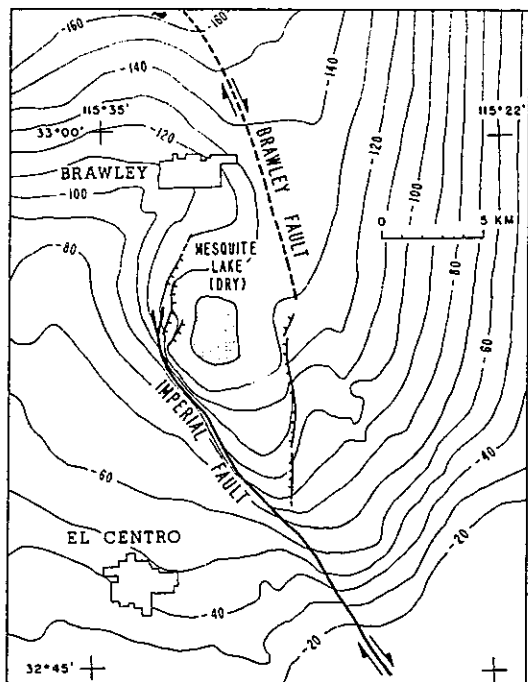 -160
-140
-140
115°35'
115°22'
33°00'
-120
-120
BRAWLEY
-100
BRAWLEY FAULT
-100
0 5 KM
-80
MESQUITE
LAKE
(DRY)
-80
-60
IMPERIAL FAULT
-60
-40
EL CENTRO
-20
-40
-20
32°45'